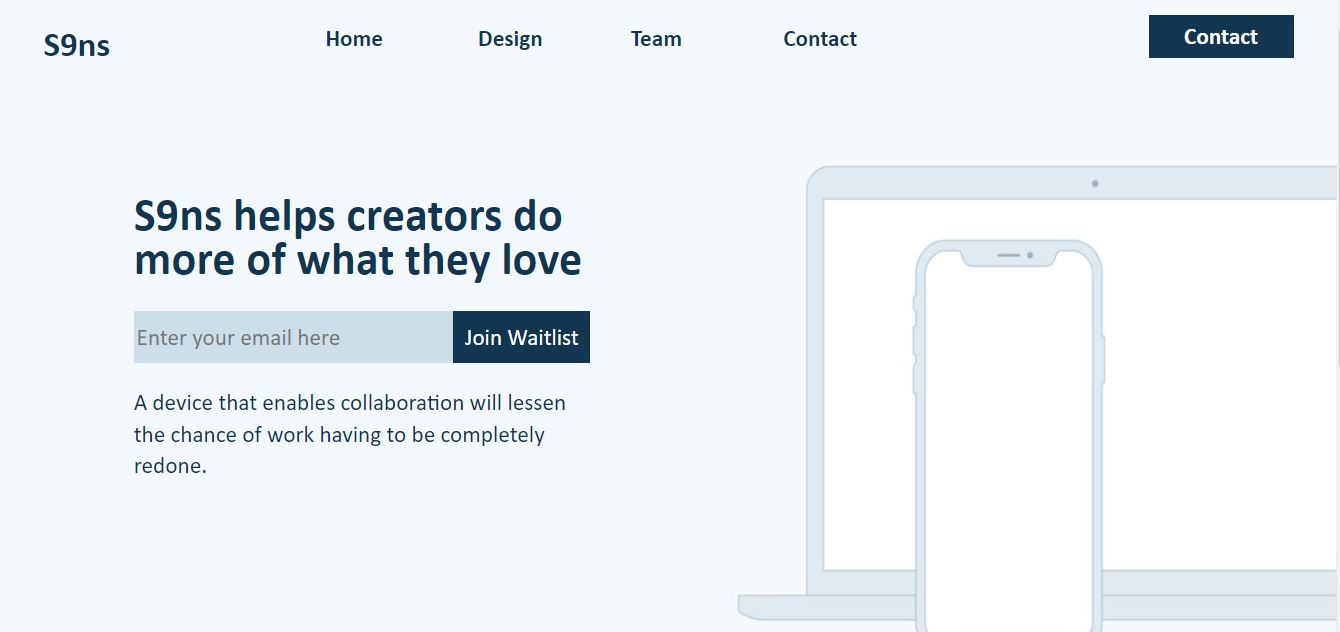 S9ns
Home
Design
Team
Contact
Contact
S9ns helps creators do
more of what they love
Enter your email here
Join Waitlist
A device that enables collaboration will lessen
the chance of work having to be completely
redone.